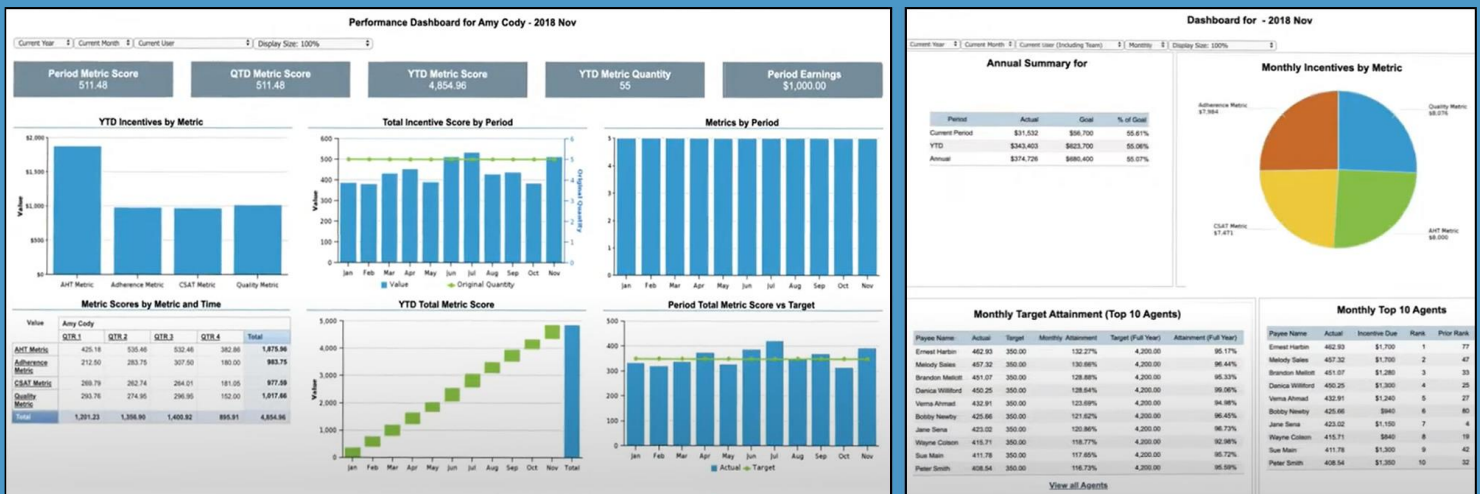 Performance Dashboard for Amy Cody - 2018 Nov
Current Year Current Month Current User Display Size: 100%
Period Metric Score
511.48
QTD Metric Score
511.48
YTD Metric Score
4,854.96
YTD Metric Quantity
55
Period Earnings
$1,000.00
YTD Incentives by Metric
Value
$2,000
$1,500
$1,000
$500
$0
AHT Metric Adherence Metric CSAT Metric Quality Metric
Total Incentive Score by Period
Value
600
500
400
300
200
100
0
6
5
4
3
2
1
0
Original Quantity
Jan Feb Mar Apr May Jun Jul Aug Sep Oct Nov
Value Original Quantity
Metrics by Period
5
4
3
2
1
0
Jan Feb Mar Apr May Jun Jul Aug Sep Oct Nov
Metric Scores by Metric and Time
Value Amy Cody
QTR 1 QTR 2 QTR 3 QTR 4 Total
AHT Metric 425.18 535.46 532.46 382.86 1,875.96
Adherence Metric 212.50 283.75 307.50 180.00 983.75
CSAT Metric 269.79 262.74 264.01 181.05 977.59
Quality Metric 293.76 274.95 296.95 152.00 1,017.66
Total 1,201.23 1,356.90 1,400.92 895.91 4,854.96
YTD Total Metric Score
Value
5,000
4,000
3,000
2,000
1,000
0
Jan Feb Mar Apr May Jun Jul Aug Sep Oct Nov Total
Period Total Metric Score vs Target
500
400
300
200
100
0
Jan Feb Mar Apr May Jun Jul Aug Sep Oct Nov
Actual Target
Dashboard for - 2018 Nov
Current Year Current Month Current User (Including Team) Monthly Display Size: 100%
Annual Summary for
Period Actual Goal % of Goal
Current Period $31,532 $56,700 55.61%
YTD $343,403 $623,700 55.06%
Annual $374,726 $680,400 55.07%
Monthly Incentives by Metric
Adherence Metric
$7,984
Quality Metric
$8,076
CSAT Metric
$7,471
AHT Metric
$8,000
Monthly Target Attainment (Top 10 Agents)
Payee Name Actual Target Monthly Attainment Target (Full Year) Attainment (Full Year)
Ernest Harbin 462.93 350.00 132.27% 4,200.00 95.17%
Melody Sales 457.32 350.00 130.66% 4,200.00 96.44%
Brandon Mellott 451.07 350.00 128.88% 4,200.00 95.33%
Danica Williford 450.25 350.00 128.64% 4,200.00 99.06%
Verna Ahmad 432.91 350.00 123.69% 4,200.00 94.98%
Bobby Newby 425.66 350.00 121.62% 4,200.00 96.45%
Jane Sena 423.02 350.00 120.86% 4,200.00 96.73%
Wayne Colson 415.71 350.00 118.77% 4,200.00 92.98%
Sue Main 411.78 350.00 117.65% 4,200.00 95.72%
Peter Smith 408.54 350.00 116.73% 4,200.00 95.59%
View all Agents
Monthly Top 10 Agents
Payee Name Actual Incentive Due Rank Prior Rank
Ernest Harbin 462.93 $1,700 1 77
Melody Sales 457.32 $1,700 2 47
Brandon Mellott 451.07 $1,280 3 33
Danica Williford 450.25 $1,300 4 25
Verna Ahmad 432.91 $1,240 5 27
Bobby Newby 425.66 $940 6 80
Jane Sena 423.02 $1,150 7 4
Wayne Colson 415.71 $840 8 19
Sue Main 411.78 $1,300 9 42
Peter Smith 408.54 $1,350 10 32